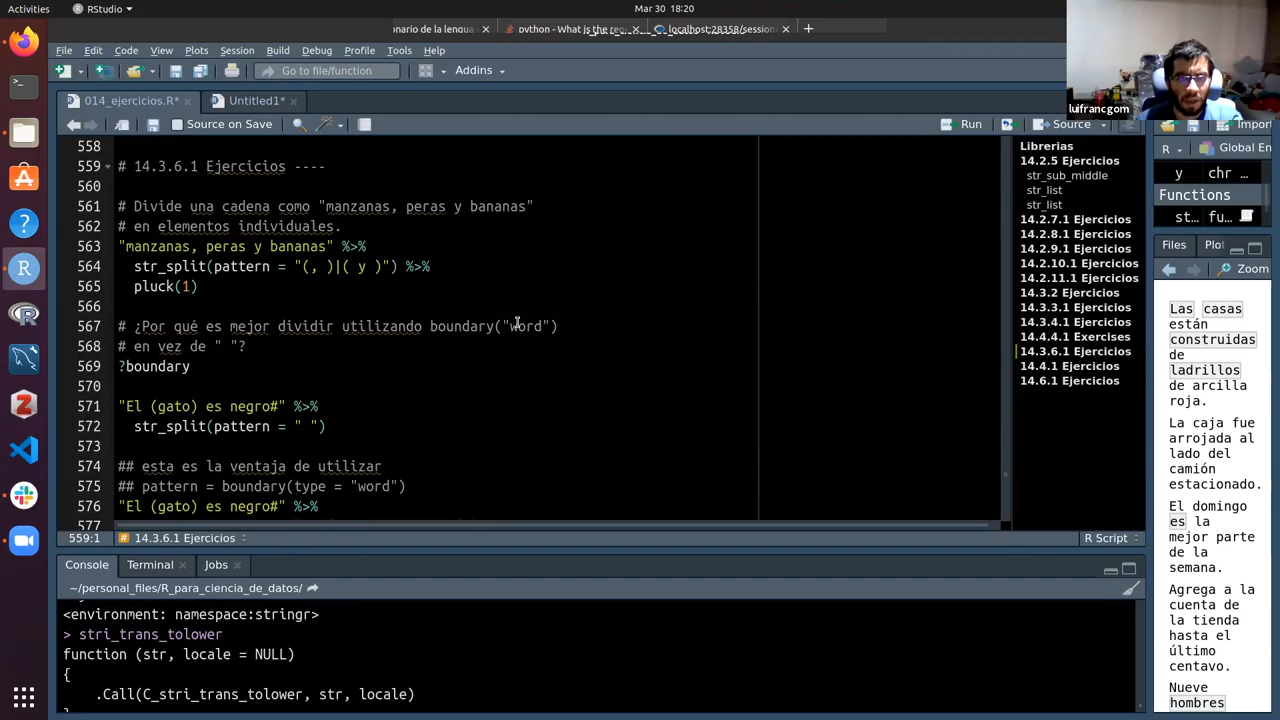 Activities
RStudio
Mar 30 18:20
onario de la lengua
localhost:28358/session
File Edit Code View Plots Session Build Debug Profile Tools Help
Go to file/function
Addins
lufrancgom
014_ejercicios.R*
Untitled1*
Source on Save
Run
Source
Import
R
Global En
558
559 # 14.3.6.1 Ejercicios ----
560
561 # Divide una cadena como "manzanas, peras y bananas"
562 # en elementos individuales.
563 "manzanas, peras y bananas" %>%
564 str_split(pattern = "(, )|( y )") %>%
565 pluck(1)
566
567 # ¿Por qué es mejor dividir utilizando boundary("word")
568 # en vez de " "?
569 ?boundary
570
571 "El (gato) es negro#" %>%
572 str_split(pattern = " ")
573
574 ## esta es la ventaja de utilizar
575 ## pattern = boundary(type = "word")
576 "El (gato) es negro#" %>%
577
559:1
14.3.6.1 Ejercicios
R Script
Librerias
14.2.5 Ejercicios
str_sub_middle
str_list
str_list
14.2.7.1 Ejercicios
14.2.8.1 Ejercicios
14.2.9.1 Ejercicios
14.2.10.1 Ejercicios
14.2.11.1 Ejercicios
14.3.2 Ejercicios
14.3.3.1 Ejercicios
14.3.4.1 Ejercicios
14.4.4.1 Exercises
14.3.6.1 Ejercicios
14.4.1 Ejercicios
14.6.1 Ejercicios
y chr …
Functions
st… fu…
Files
Plot
Zoom
Las casas
están
construidas
de
ladrillos
de arcilla
roja.
La caja fue
arrojada al
lado del
camión
estacionado.
El domingo
es la
mejor parte
de la
semana.
Agrega a la
cuenta de
la tienda
hasta el
último
centavo.
Nueve
hombres
Console
Terminal
Jobs
~/personal_files/R_para_ciencia_de_datos/
<environment: namespace:stringr>
> stri_trans_tolower
function (str, locale = NULL)
{
.Call(C_stri_trans_tolower, str, locale)